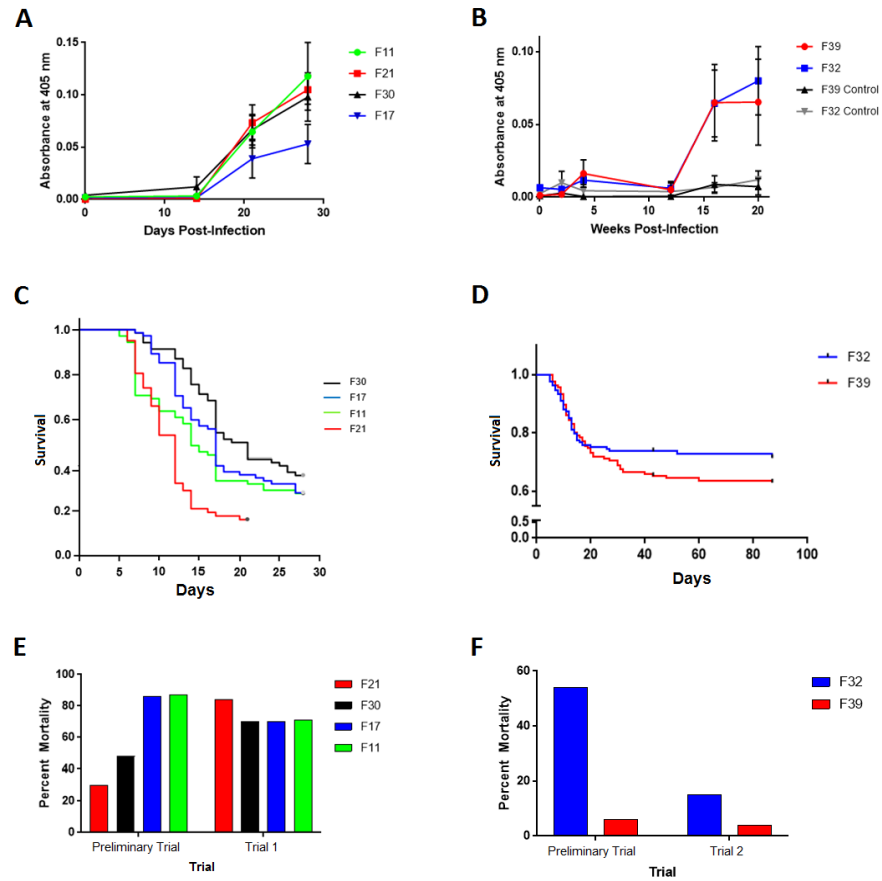 A
Absorbance at 405 nm
0.15
0.10
0.05
0.00
0
10
20
30
Days Post-Infection
F11
F21
F30
F17
B
Absorbance at 405 nm
0.10
0.05
0.00
0
5
10
15
20
Weeks Post-Infection
F39
F32
F39 Control
F32 Control
C
Survival
1.0
0.8
0.6
0.4
0.2
0.0
0
5
10
15
20
25
30
Days
F30
F17
F11
F21
D
1.0
0.9
0.8
0.7
0.6
0.5
0.0
0
20
40
60
80
100
Days
F32
F39
E
Percent Mortality
100
80
60
40
20
0
Preliminary Trial
Trial 1
Trial
F21
F30
F17
F11
F
Percent Mortality
60
40
20
0
Preliminary Trial
Trial 2
Trial
F32
F39